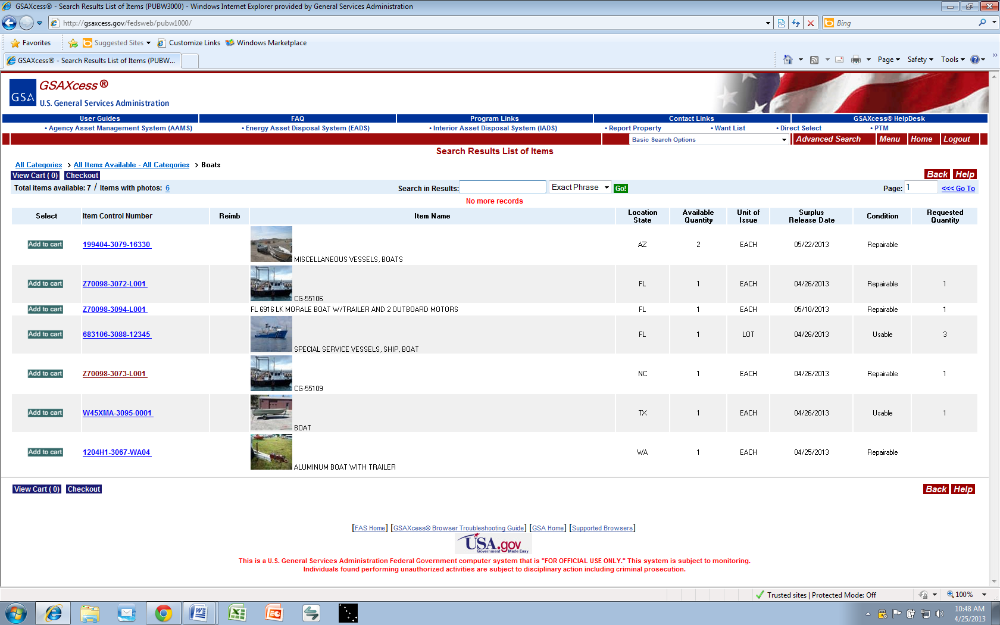 GSAXcess® - Search Results List of Items (PUBW3000) - Windows Internet Explorer provided by General Services Administration
http://gsaxcess.gov/fedsweb/pubw1000/
Bing
Favorites Suggested Sites Customize Links Windows Marketplace
GSAXcess® - Search Results List of Items (PUBW...
Page Safety Tools
GSA GSAXcess®
U.S. General Services Administration
User Guides FAQ Program Links Contact Links GSAXcess® HelpDesk
• Agency Asset Management System (AAMS) • Energy Asset Disposal System (EADS) • Interior Asset Disposal System (IADS) • Report Property • Want List • Direct Select • PTM
Basic Search Options Advanced Search Menu Home Logout
Search Results List of Items
All Categories > All Items Available - All Categories > Boats
View Cart ( 0) Checkout Back Help
Total items available: 7 / Items with photos: 6 Search in Results: Exact Phrase Go! Page: 1 <<< Go To
No more records
Select Item Control Number Reimb Item Name Location State Available Quantity Unit of Issue Surplus Release Date Condition Requested Quantity
Add to cart 199404-3079-16330 MISCELLANEOUS VESSELS, BOATS AZ 2 EACH 05/22/2013 Repairable
Add to cart Z70098-3072-L001 CG-55106 FL 1 EACH 04/26/2013 Repairable 1
Add to cart Z70098-3094-L001 FL 6916 LK MORALE BOAT W/TRAILER AND 2 OUTBOARD MOTORS FL 1 EACH 05/10/2013 Repairable 1
Add to cart 683106-3088-12345 SPECIAL SERVICE VESSELS, SHIP, BOAT FL 1 LOT 04/26/2013 Usable 3
Add to cart Z70098-3073-L001 CG-55109 NC 1 EACH 04/26/2013 Repairable 1
Add to cart W45XMA-3095-0001 BOAT TX 1 EACH 04/26/2013 Usable 1
Add to cart 1204H1-3067-WA04 ALUMINUM BOAT WITH TRAILER WA 1 EACH 04/25/2013 Repairable
View Cart ( 0) Checkout Back Help
[FAS Home] [GSAXcess® Browser Troubleshooting Guide] [GSA Home] [Supported Browsers]
USA.gov
Government Made Easy
This is a U.S. General Services Administration Federal Government computer system that is "FOR OFFICIAL USE ONLY." This system is subject to monitoring.
Individuals found performing unauthorized activities are subject to disciplinary action including criminal prosecution.
Trusted sites | Protected Mode: Off 100%
10:48 AM
4/25/2013